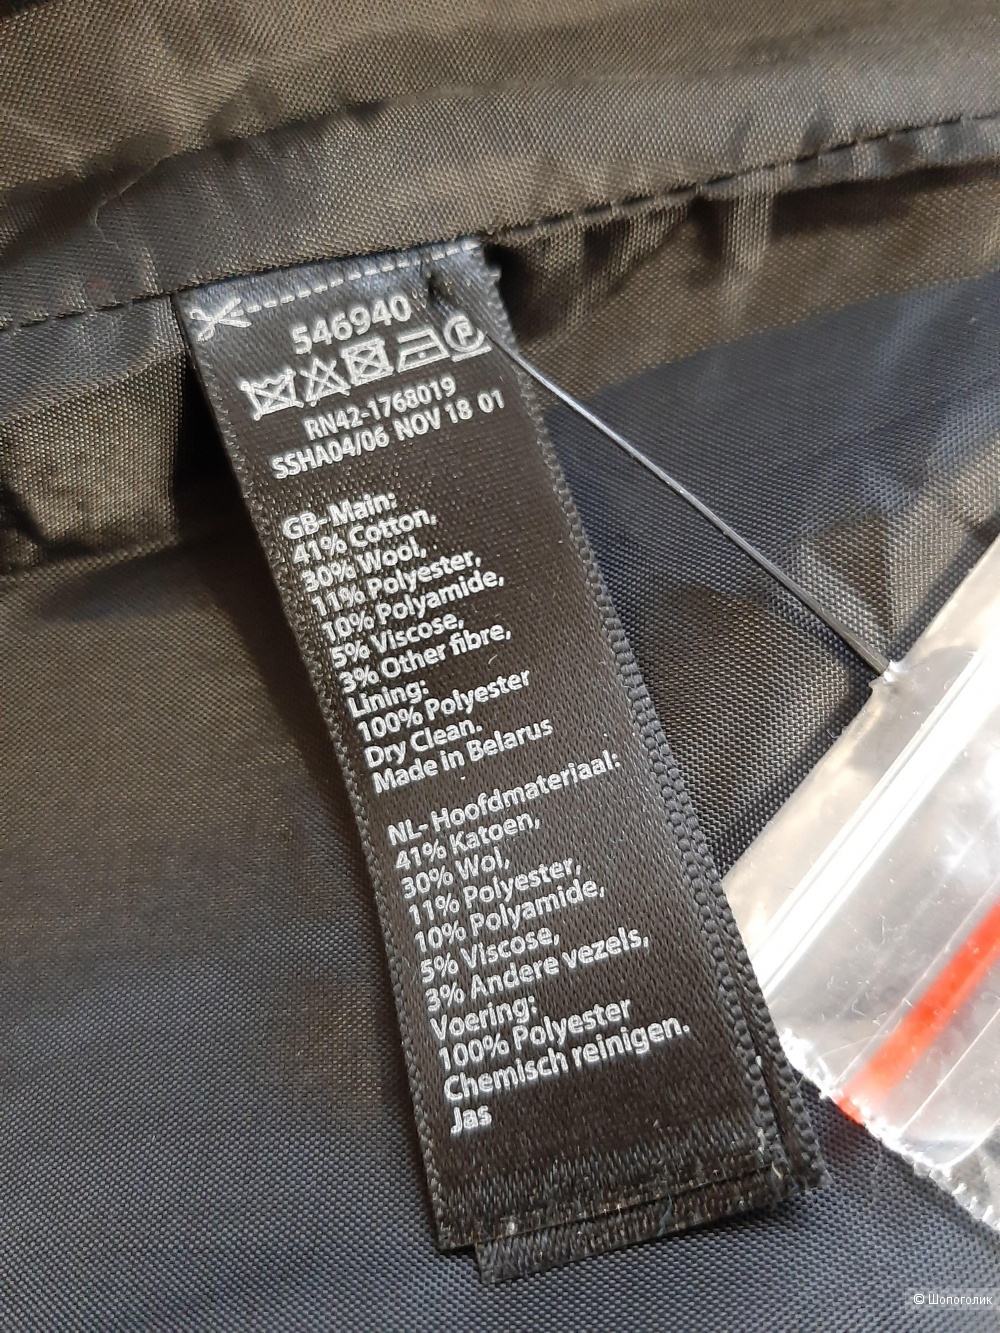 546940
RN42-1768019
SSHA04/06 NOV 18 01
GB-Main:
41% Cotton,
30% Wool,
11% Polyester,
10% Polyamide,
5% Viscose,
3% Other fibre,
Lining:
100% Polyester
Dry Clean.
Made in Belarus
NL- Hoofdmateriaal:
41% Katoen,
30% Wol,
11% Polyester,
10% Polyamide,
5% Viscose,
3% Andere vezels,
Voering:
100% Polyester
Chemisch reinigen.
Jas
© Шопоголик